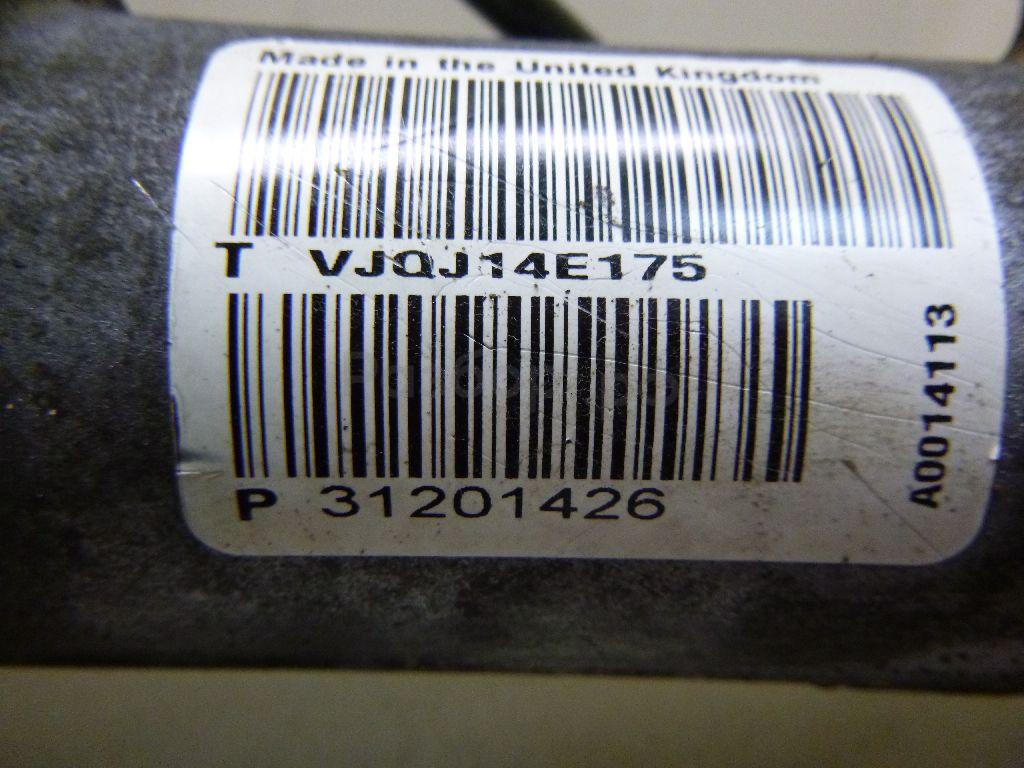 Made in the United Kingdom
T VJQJ14E175
P 31201426
A0014113